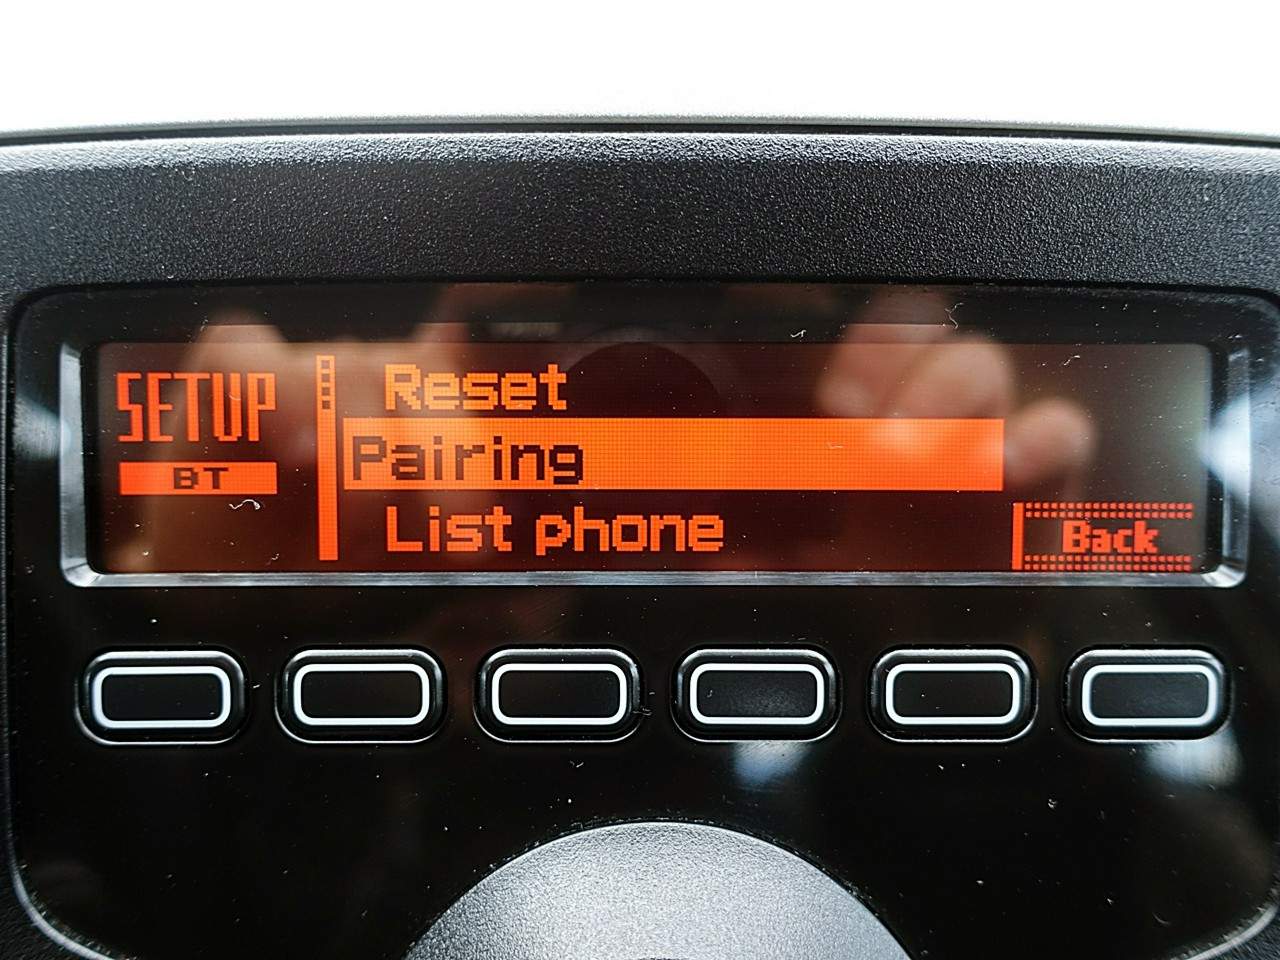 SETUP
BT
Reset
Pairing
List phone
Back